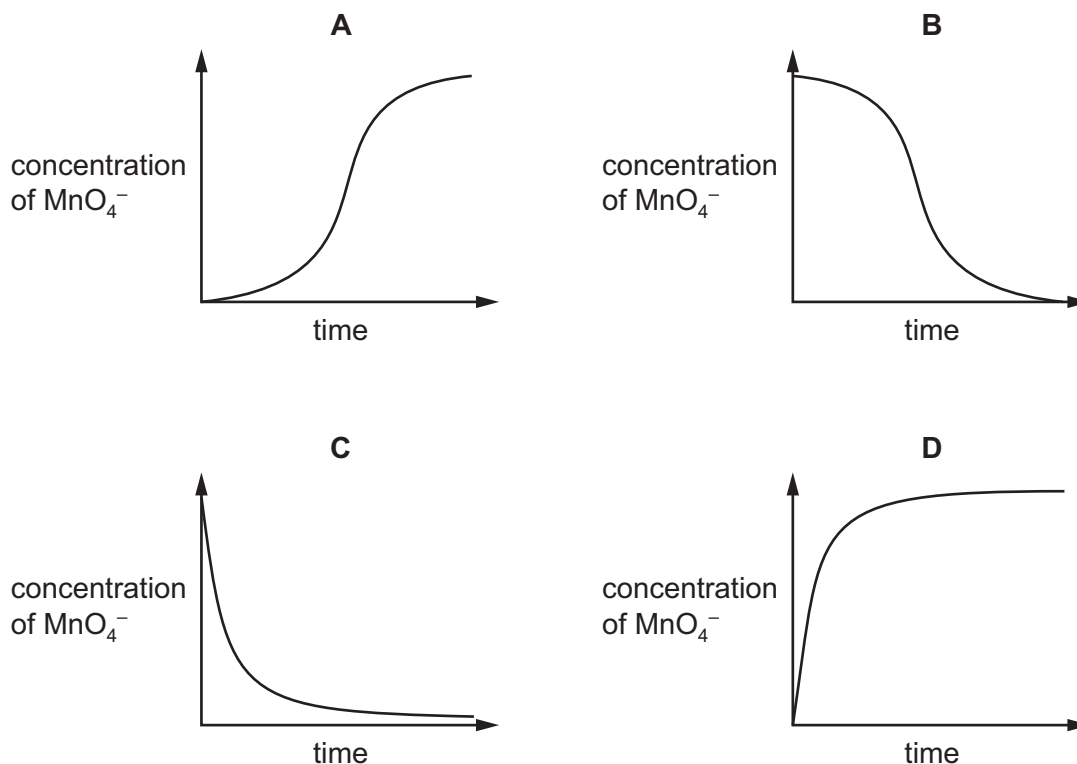 A
concentration
of MnO₄⁻
time
B
concentration
of MnO₄⁻
time
C
concentration
of MnO₄⁻
time
D
concentration
of MnO₄⁻
time